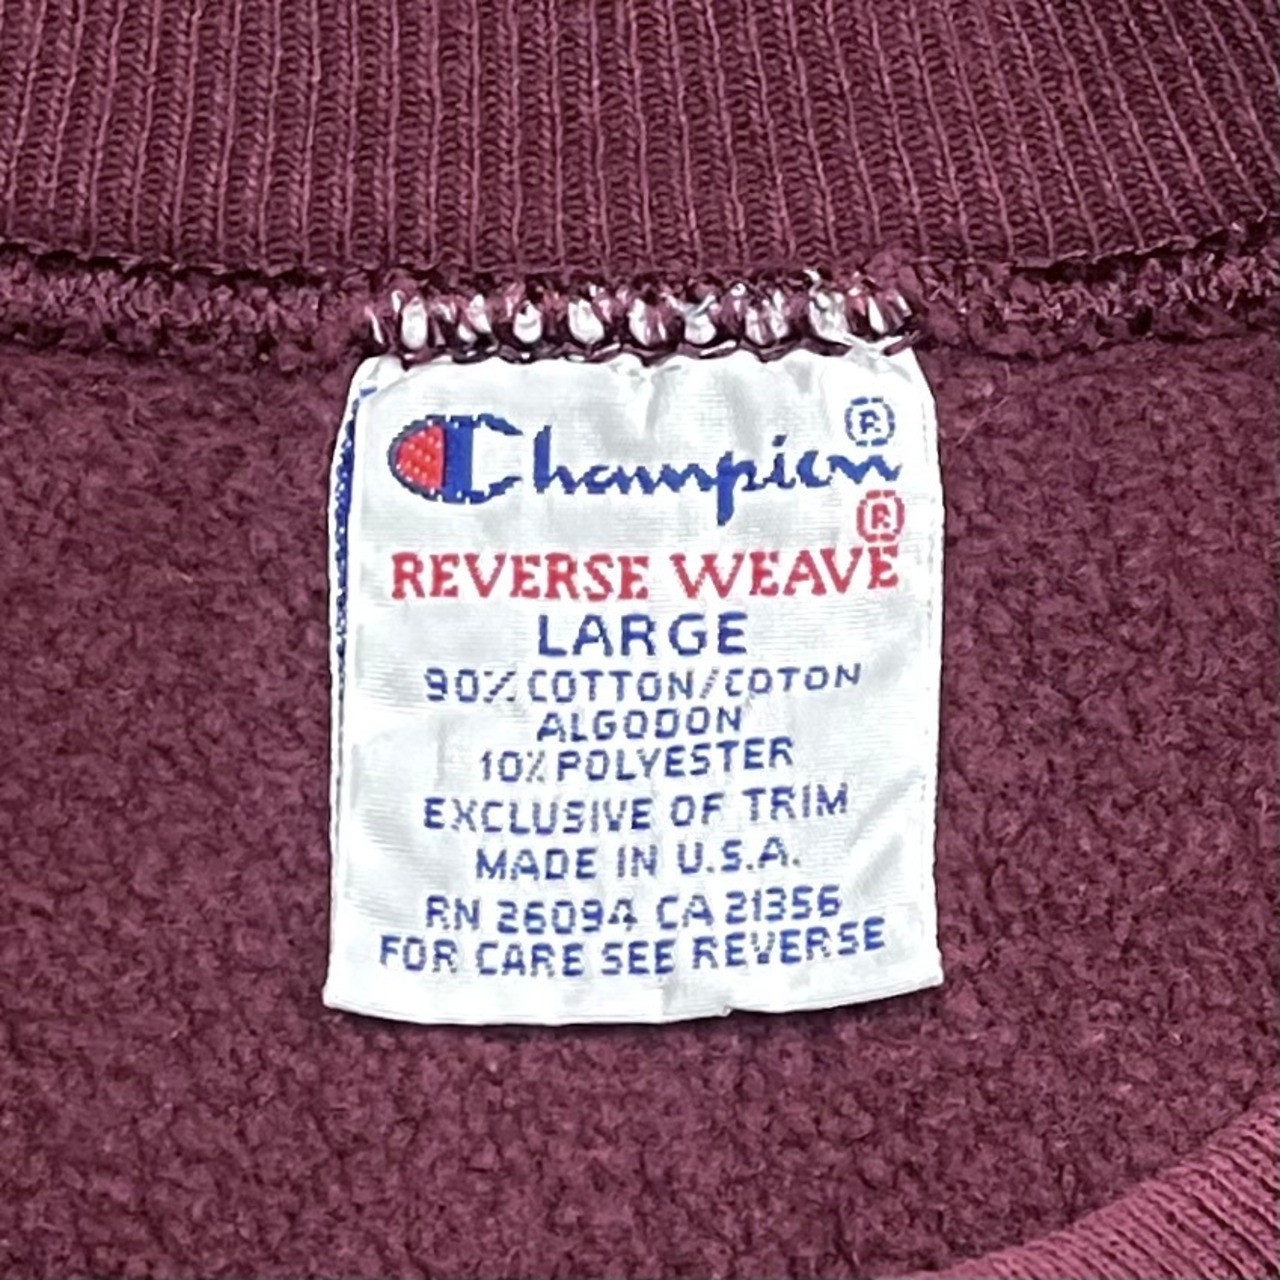 Champion®
REVERSE WEAVE®
LARGE
90% COTTON/COTON
ALGODON
10% POLYESTER
EXCLUSIVE OF TRIM
MADE IN U.S.A.
RN 26094 CA 21356
FOR CARE SEE REVERSE